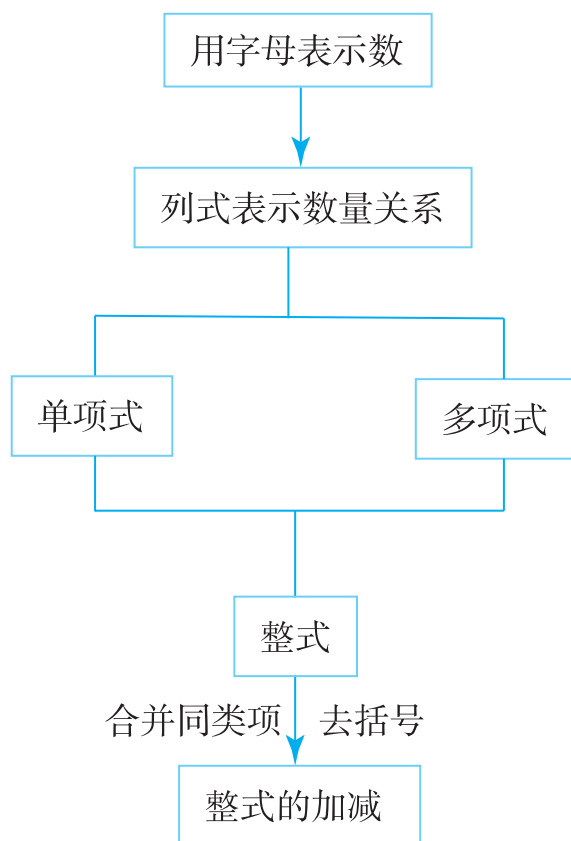 用字母表示数
列式表示数量关系
单项式
多项式
整式
合并同类项 去括号
整式的加减